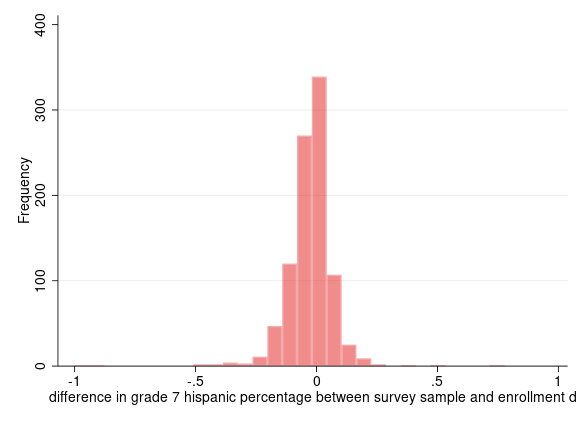 400
300
200
100
0
Frequency
-1 -.5 0 .5 1
difference in grade 7 hispanic percentage between survey sample and enrollment d